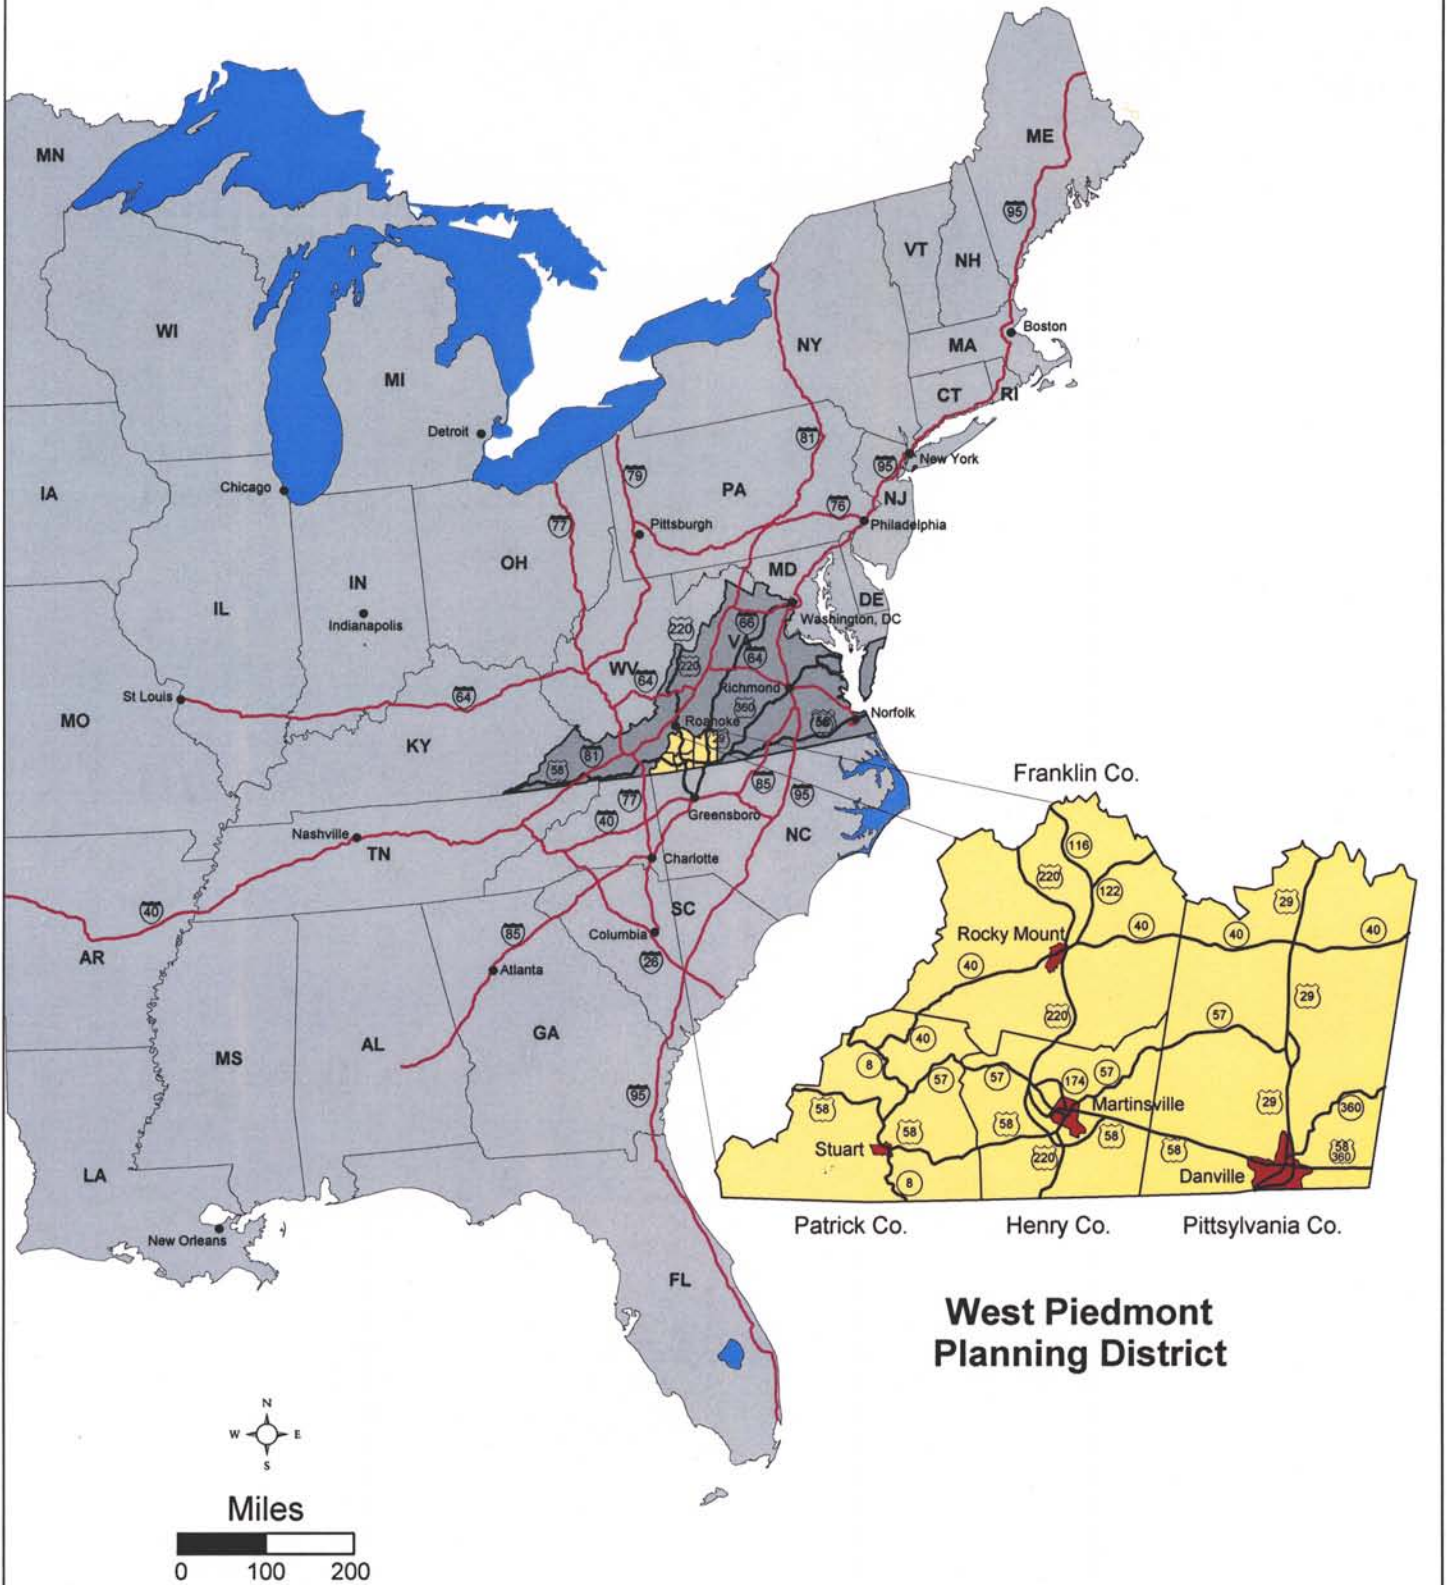 ME
MN
95
VT
NH
WI
Boston
NY
MA
MI
CT
RI
Detroit
81
New York
95
79
IA
Chicago
PA
NJ
76
77
Pittsburgh
Philadelphia
OH
IN
MD
IL
DE
Indianapolis
Washington, DC
66
220
VA
64
WV
220
64
Richmond
St Louis
64
360
Norfolk
MO
Roanoke
58
29
KY
81
58
Franklin Co.
85
95
77
Greensboro
40
Nashville
NC
TN
116
Charlotte
220
122
29
40
SC
Rocky Mount
40
40
40
85
Columbia
AR
26
40
Atlanta
29
57
220
GA
40
MS
AL
8
57
57
174
57
95
58
Martinsville
29
360
58
58
58
Stuart
58
58
360
220
LA
Danville
8
Patrick Co.
Henry Co.
Pittsylvania Co.
New Orleans
FL
West Piedmont
Planning District
N
W
E
S
Miles
0
100
200